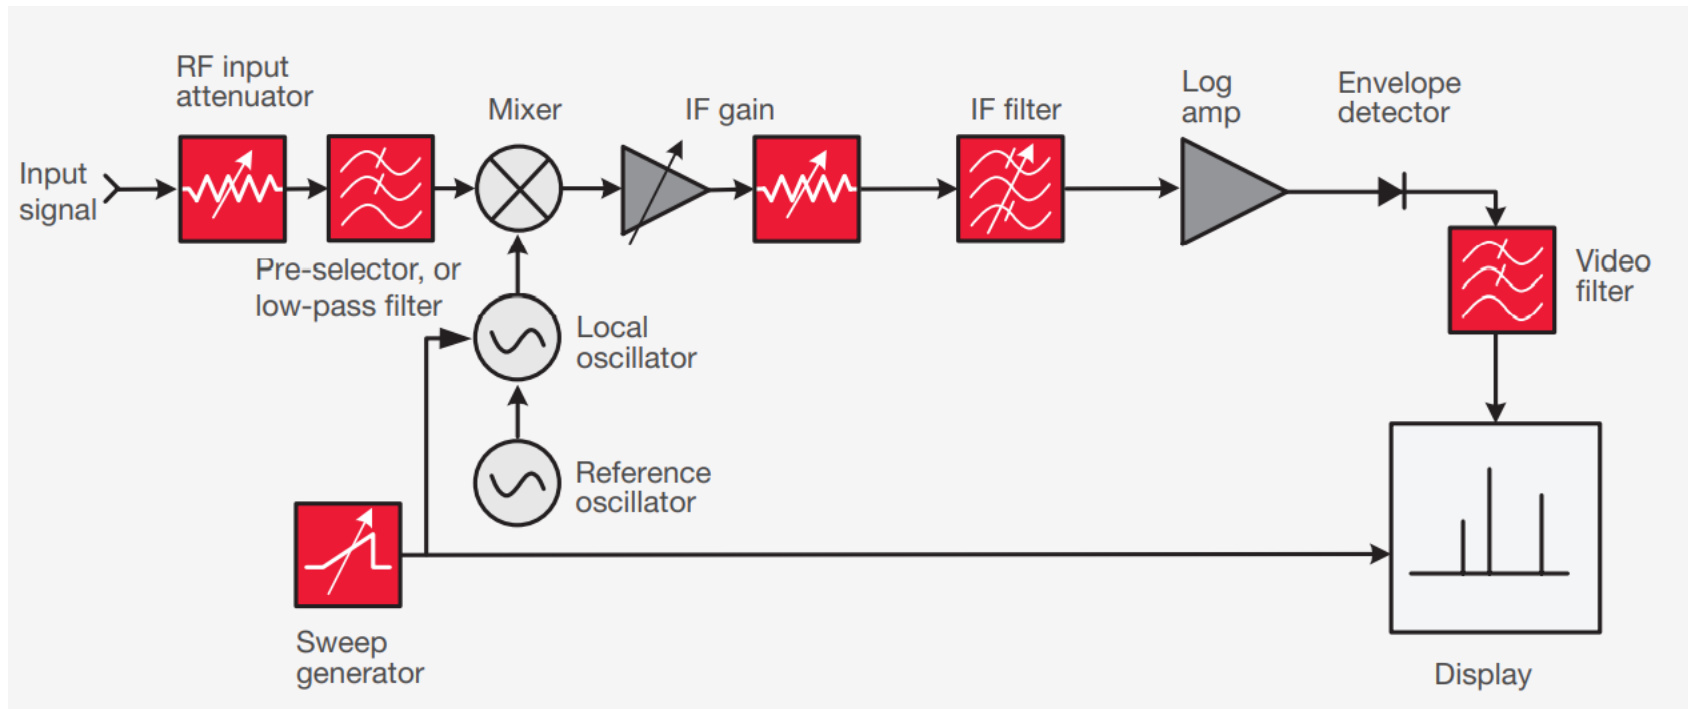 RF input
attenuator
Mixer
IF gain
IF filter
Log
amp
Envelope
detector
Input
signal
Pre-selector, or
low-pass filter
Video
filter
Local
oscillator
Reference
oscillator
Sweep
generator
Display